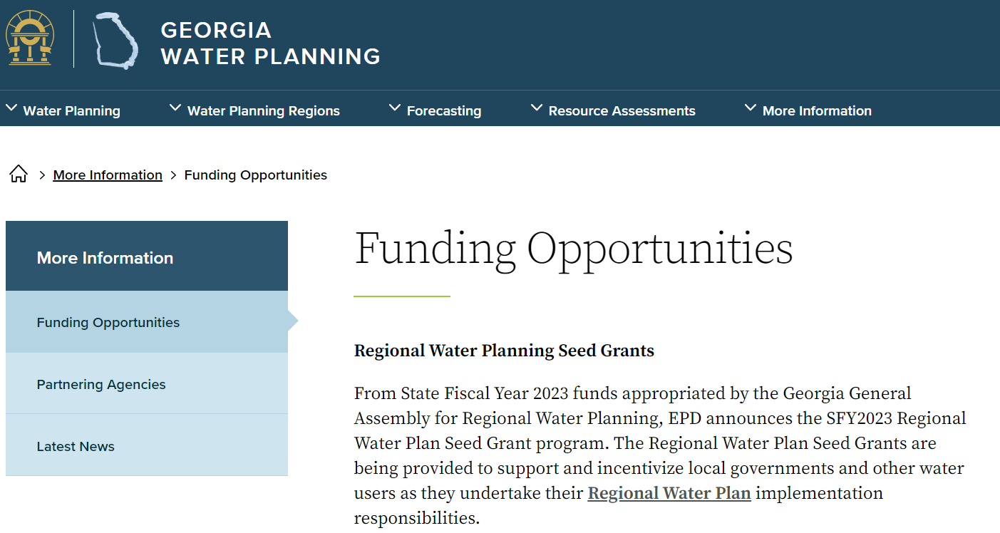 GEORGIA
WATER PLANNING
Water Planning
Water Planning Regions
Forecasting
Resource Assessments
More Information
> More Information > Funding Opportunities
More Information
Funding Opportunities
Partnering Agencies
Latest News
Funding Opportunities
Regional Water Planning Seed Grants
From State Fiscal Year 2023 funds appropriated by the Georgia General
Assembly for Regional Water Planning, EPD announces the SFY2023 Regional
Water Plan Seed Grant program. The Regional Water Plan Seed Grants are
being provided to support and incentivize local governments and other water
users as they undertake their Regional Water Plan implementation
responsibilities.